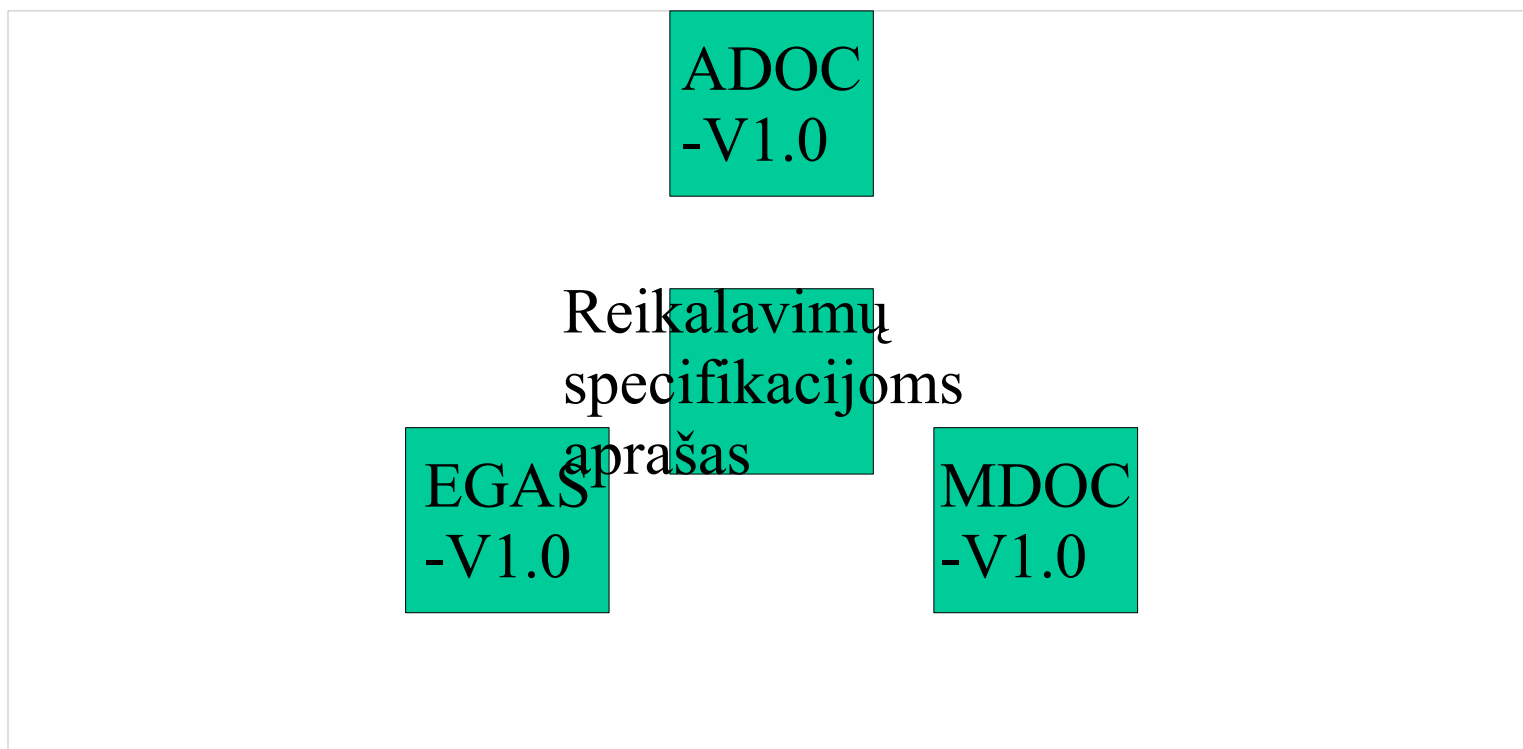 ADOC
-V1.0
Reikalavimų
specifikacijoms
aprašas
EGAS
-V1.0
MDOC
-V1.0